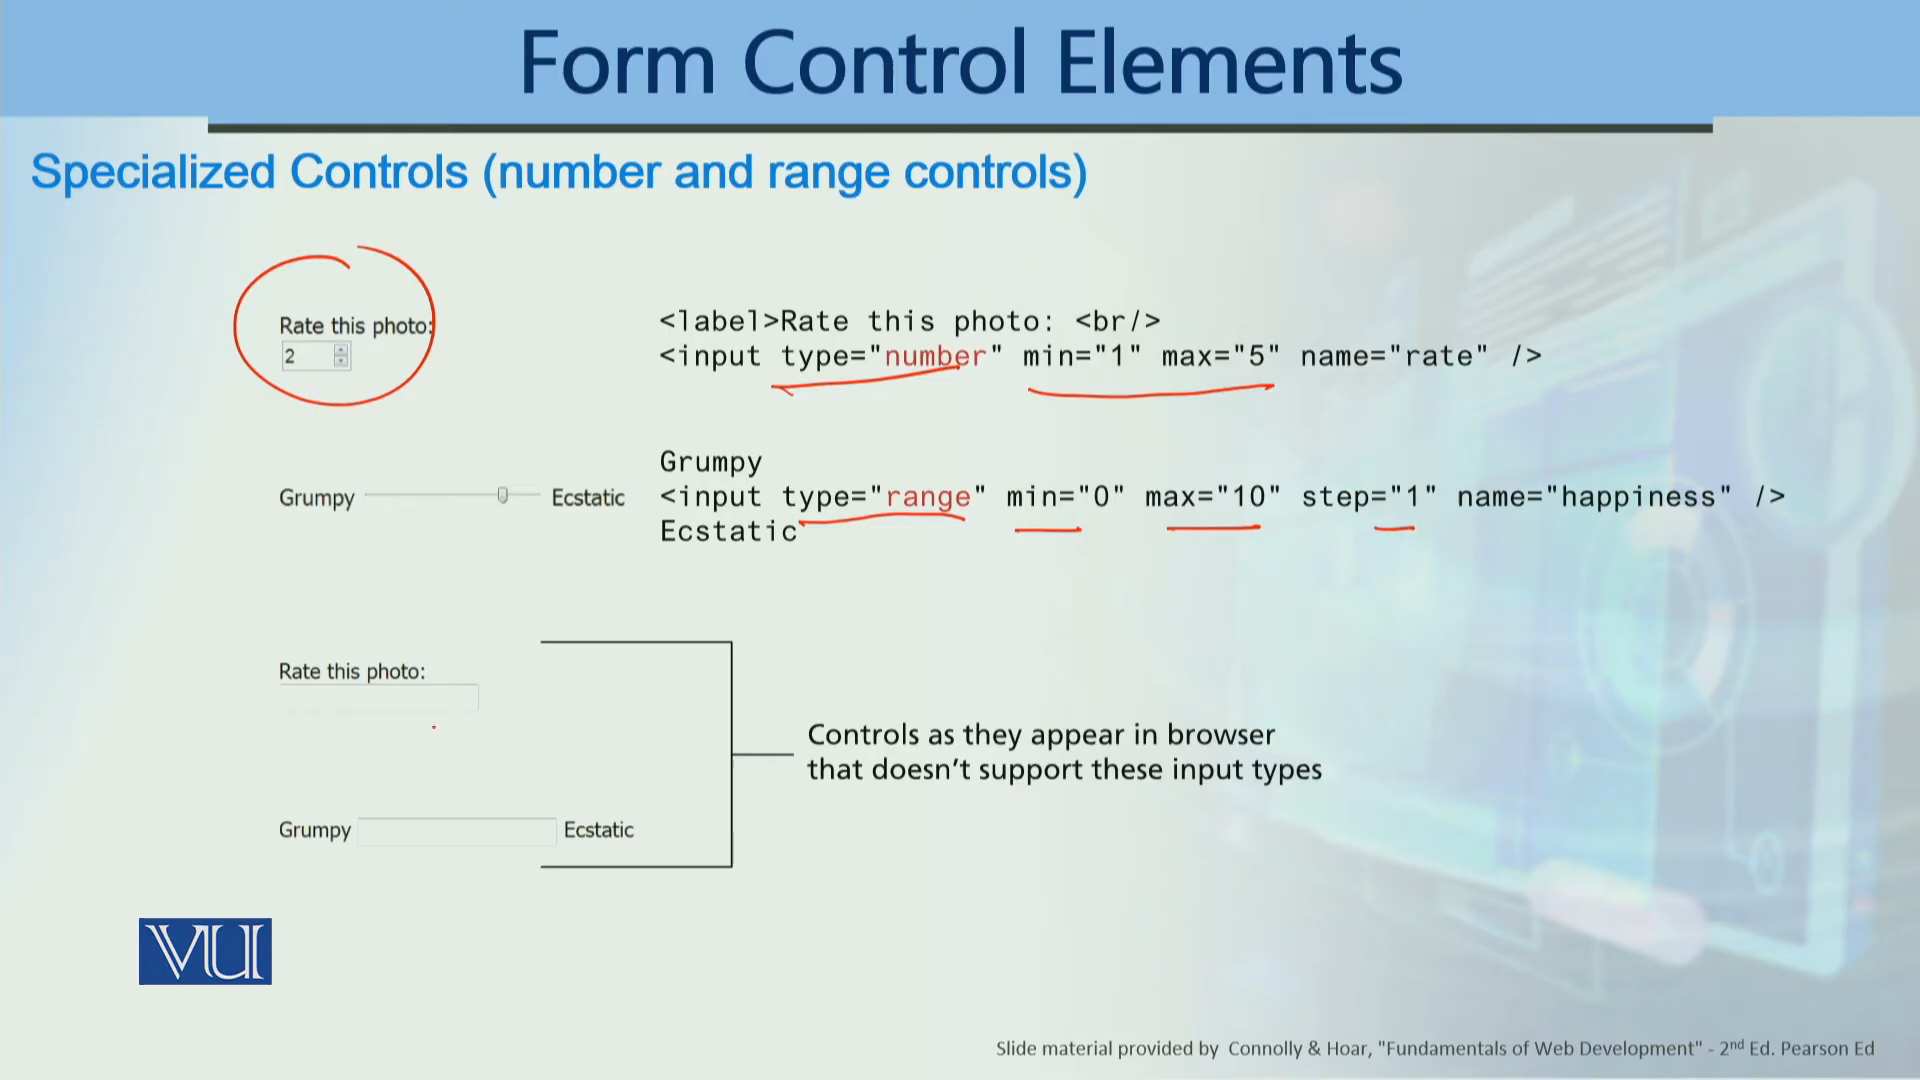 Form Control Elements
Specialized Controls (number and range controls)
Rate this photo:
2
<label>Rate this photo: <br/>
<input type="number" min="1" max="5" name="rate" />
Grumpy Ecstatic
Grumpy
<input type="range" min="0" max="10" step="1" name="happiness" />
Ecstatic
Rate this photo:
Grumpy Ecstatic
Controls as they appear in browser
that doesn't support these input types
VU
Slide material provided by Connolly & Hoar, "Fundamentals of Web Development" - 2nd Ed. Pearson Ed